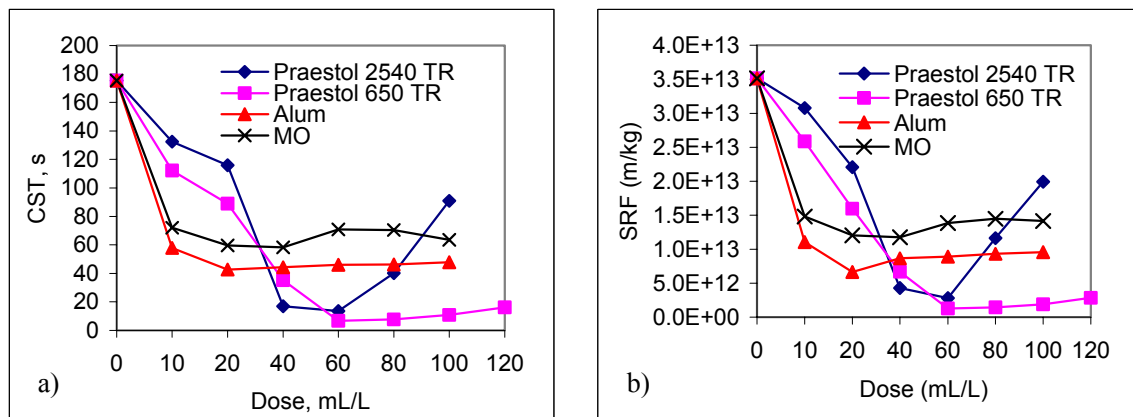 200
180
160
140
120
100
80
60
40
20
0
CST, s
Praestol 2540 TR
Praestol 650 TR
Alum
MO
0 10 20 40 60 80 100 120
Dose, mL/L
a)
4.0E+13
3.5E+13
3.0E+13
2.5E+13
2.0E+13
1.5E+13
1.0E+13
5.0E+12
0.0E+00
SRF (m/kg)
Praestol 2540 TR
Praestol 650 TR
Alum
MO
0 10 20 40 60 80 100 120
Dose (mL/L)
b)